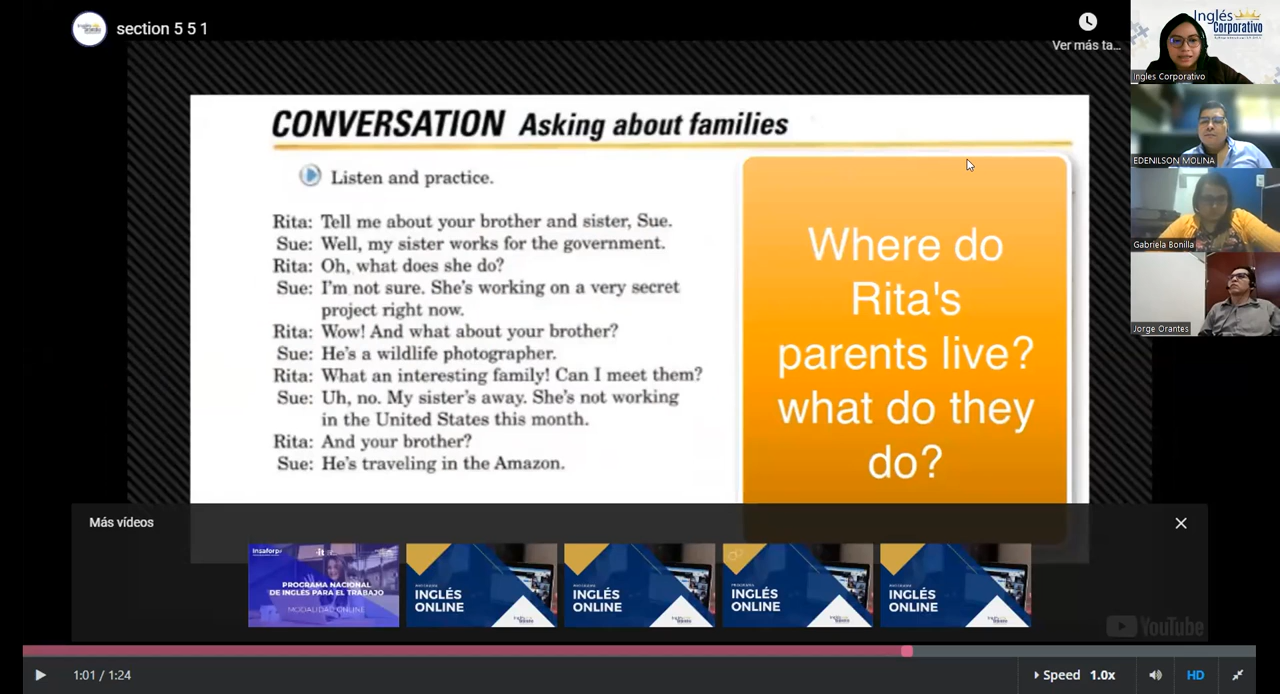 section 5 5 1
Ver más ta...
Inglés
Corporativo
Ingles Corporativo
EDENILSON MOLINA
Gabriela Bonilla
Jorge Orantes
CONVERSATION Asking about families
Listen and practice.
Rita: Tell me about your brother and sister, Sue.
Sue: Well, my sister works for the government.
Rita: Oh, what does she do?
Sue: I'm not sure. She's working on a very secret
project right now.
Rita: Wow! And what about your brother?
Sue: He's a wildlife photographer.
Rita: What an interesting family! Can I meet them?
Sue: Uh, no. My sister's away. She's not working
in the United States this month.
Rita: And your brother?
Sue: He's traveling in the Amazon.
Where do
Rita's
parents live?
what do they
do?
Más vídeos
Insaforp
PROGRAMA NACIONAL
DE INGLÉS PARA EL TRABAJO
MODALIDAD ONLINE
INGLÉS
ONLINE
INGLÉS
ONLINE
INGLÉS
ONLINE
INGLÉS
ONLINE
YouTube
1:01 / 1:24
Speed 1.0x
HD